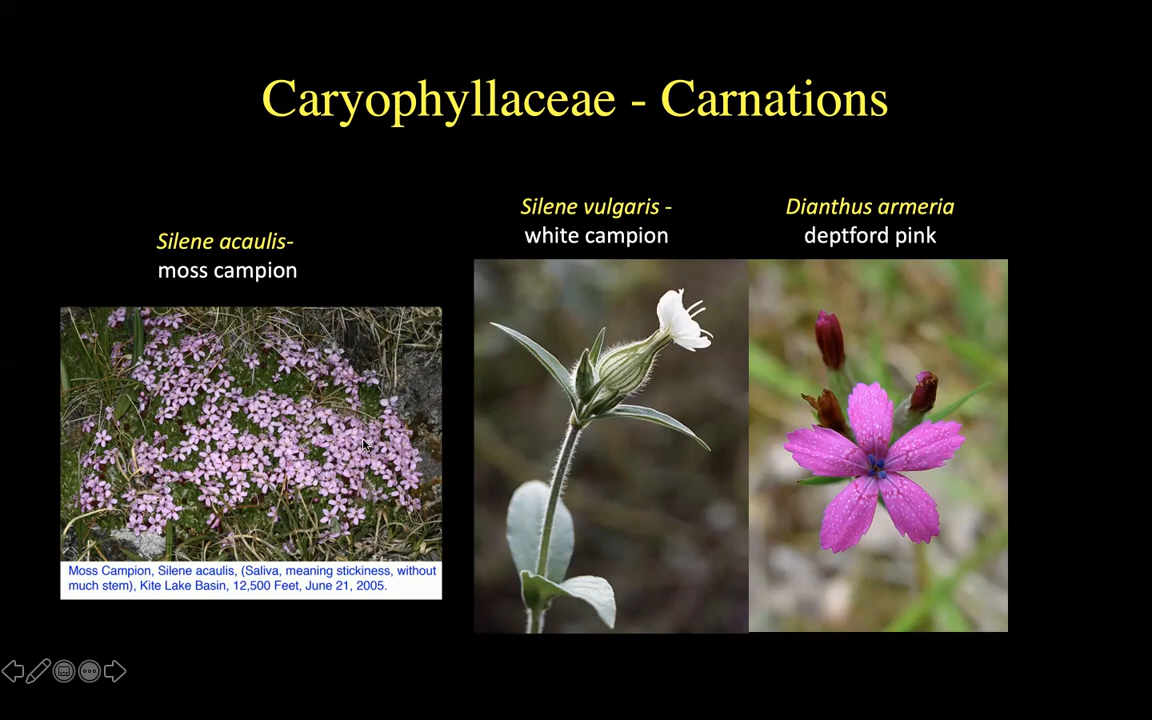 Caryophyllaceae - Carnations
Silene acaulis-
moss campion
Silene vulgaris -
white campion
Dianthus armeria
deptford pink
Moss Campion, Silene acaulis, (Saliva, meaning stickiness, without
much stem), Kite Lake Basin, 12,500 Feet, June 21, 2005.